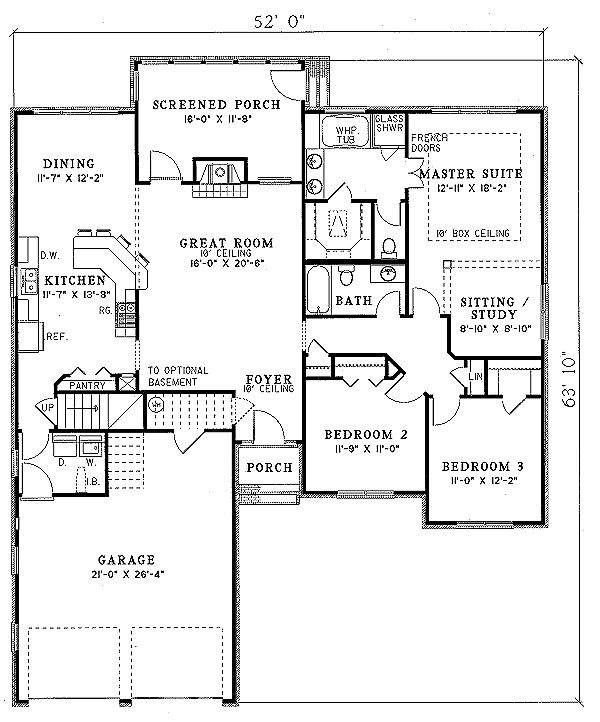 52' 0"
SCREENED PORCH
16'-0" X 11'-8"
GLASS
SHWR
WHP.
TUB
FRENCH
DOORS
DINING
11'-7" X 12'-2"
MASTER SUITE
12'-11" X 18'-2"
10' BOX CEILING
GREAT ROOM
10' CEILING
16'-0" X 20'-6"
D.W.
KITCHEN
11'-7" X 13'-8"
RG.
REF.
BATH
SITTING /
STUDY
8'-10" X 8'-10"
63' 10"
TO OPTIONAL
BASEMENT
FOYER
10' CEILING
PANTRY
LIN
UP
BEDROOM 2
11'-9" X 11'-0"
D.
W.
I.B.
PORCH
BEDROOM 3
11'-0" X 12'-2"
GARAGE
21'-0" X 26'-4"